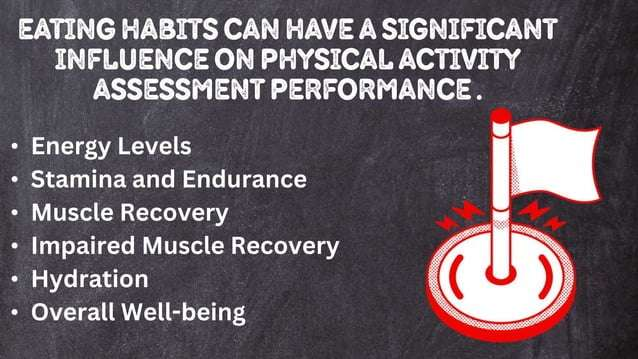 EATING HABITS CAN HAVE A SIGNIFICANT
INFLUENCE ON PHYSICAL ACTIVITY
ASSESSMENT PERFORMANCE .
• Energy Levels
• Stamina and Endurance
• Muscle Recovery
• Impaired Muscle Recovery
• Hydration
• Overall Well-being